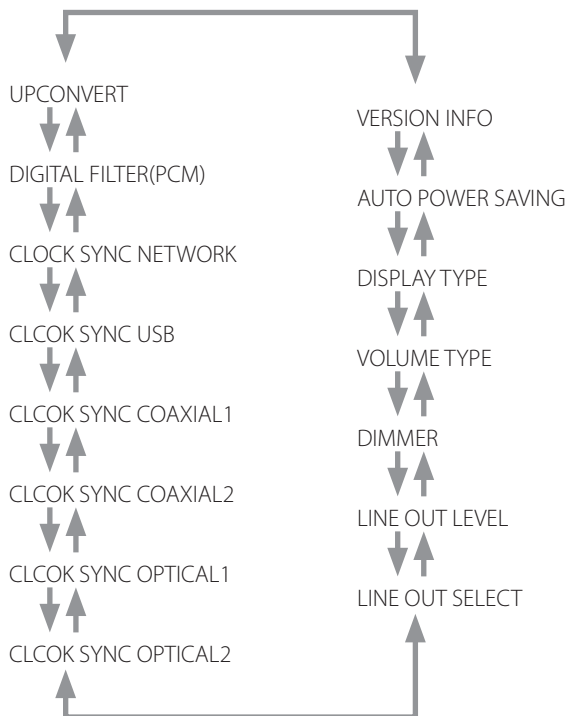 UPCONVERT
DIGITAL FILTER(PCM)
CLOCK SYNC NETWORK
CLCOK SYNC USB
CLCOK SYNC COAXIAL1
CLCOK SYNC COAXIAL2
CLCOK SYNC OPTICAL1
CLCOK SYNC OPTICAL2
VERSION INFO
AUTO POWER SAVING
DISPLAY TYPE
VOLUME TYPE
DIMMER
LINE OUT LEVEL
LINE OUT SELECT